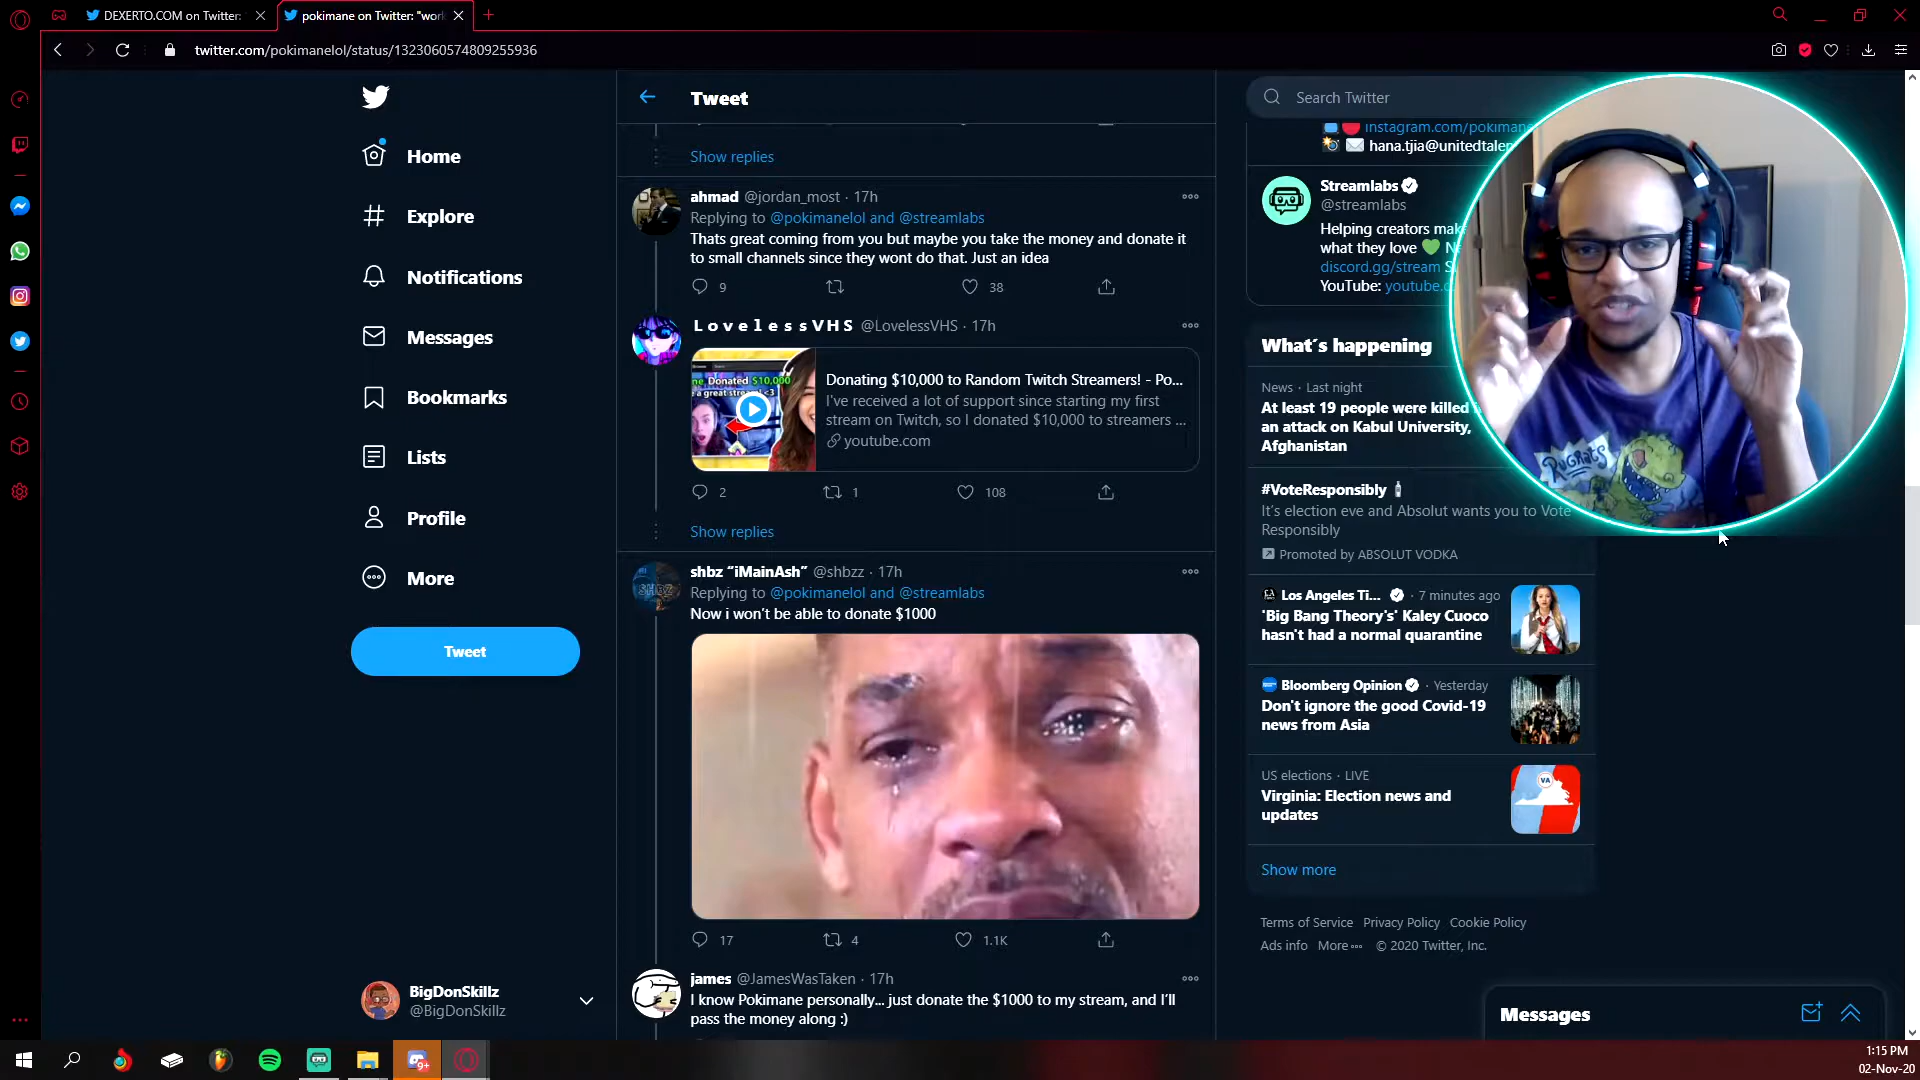 DEXERTO.COM on Twitter:
pokimane on Twitter: "work
twitter.com/pokimanelol/status/1323060574809255936
Home
Explore
Notifications
Messages
Bookmarks
Lists
Profile
More
Tweet
BigDonSkillz
@BigDonSkillz
Tweet
Show replies
ahmad @jordan_most · 17h
Replying to @pokimanelol and @streamlabs
Thats great coming from you but maybe you take the money and donate it
to small channels since they wont do that. Just an idea
9 38
L o v e l e s s V H S @LovelessVHS · 17h
Donated $10,000
a great stream <3
Donating $10,000 to Random Twitch Streamers! - Po...
I've received a lot of support since starting my first
stream on Twitch, so I donated $10,000 to streamers ...
youtube.com
2 1 108
Show replies
shbz “iMainAsh” @shbzz · 17h
Replying to @pokimanelol and @streamlabs
Now i won't be able to donate $1000
17 4 1.1K
james @JamesWasTaken · 17h
I know Pokimane personally... just donate the $1000 to my stream, and I'll
pass the money along :)
Search Twitter
instagram.com/pokimane
hana.tjia@unitedtalen
Streamlabs
@streamlabs
Helping creators mak
what they love
discord.gg/stream
YouTube: youtube.c
What's happening
News · Last night
At least 19 people were killed
an attack on Kabul University,
Afghanistan
#VoteResponsibly
It's election eve and Absolut wants you to Vote
Responsibly
Promoted by ABSOLUT VODKA
Los Angeles Ti... · 7 minutes ago
'Big Bang Theory's' Kaley Cuoco
hasn't had a normal quarantine
Bloomberg Opinion · Yesterday
Don't ignore the good Covid-19
news from Asia
US elections · LIVE
Virginia: Election news and
updates
VA
Show more
Terms of Service Privacy Policy Cookie Policy
Ads info More © 2020 Twitter, Inc.
RUGRATS
Messages
9+
1:15 PM
02-Nov-20